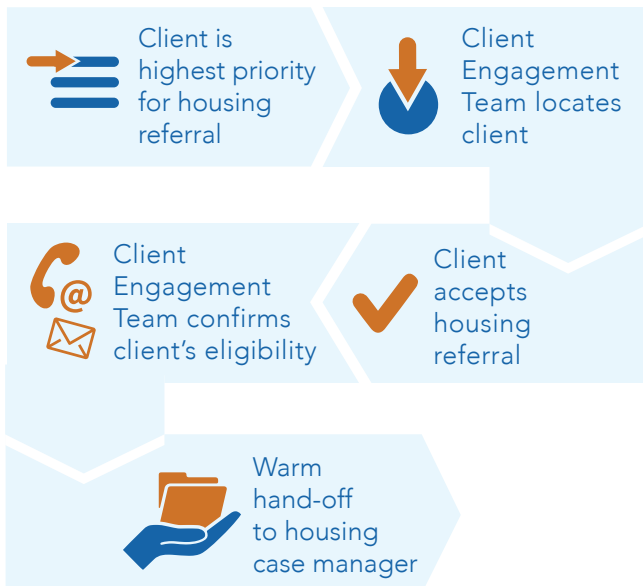 Client is
highest priority
for housing
referral
Client
Engagement
Team locates
client
Client
accepts
housing
referral
@
Client
Engagement
Team confirms
client's eligibility
Warm
hand-off
to housing
case manager